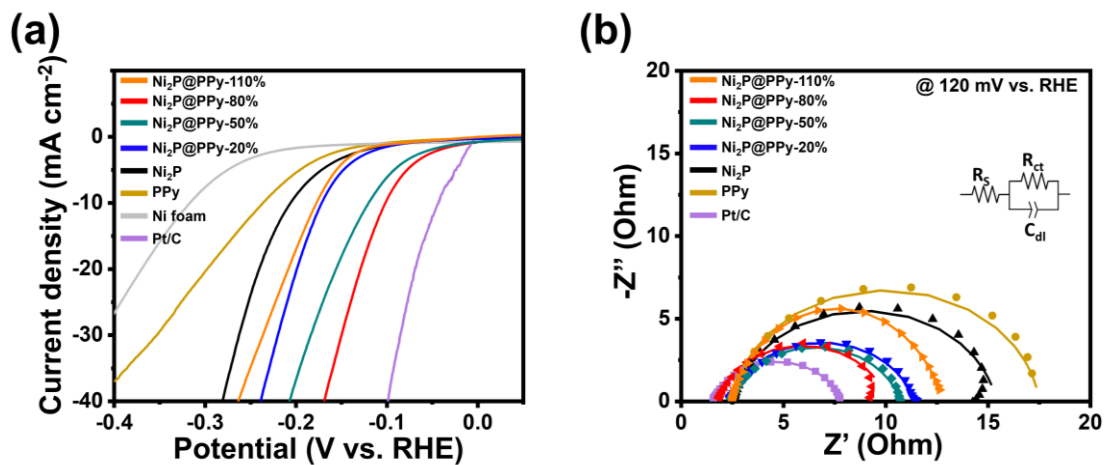 (a)
Current density (mA cm⁻²)
0
-10
-20
-30
-40
Ni₂P@PPy-110%
Ni₂P@PPy-80%
Ni₂P@PPy-50%
Ni₂P@PPy-20%
Ni₂P
PPy
Ni foam
Pt/C
-0.4
-0.3
-0.2
-0.1
0.0
Potential (V vs. RHE)
(b)
-Z” (Ohm)
20
15
10
5
0
Ni₂P@PPy-110%
Ni₂P@PPy-80%
Ni₂P@PPy-50%
Ni₂P@PPy-20%
Ni₂P
PPy
Pt/C
@ 120 mV vs. RHE
Rₛ
R_ct
C_dl
0
5
10
15
20
Z’ (Ohm)